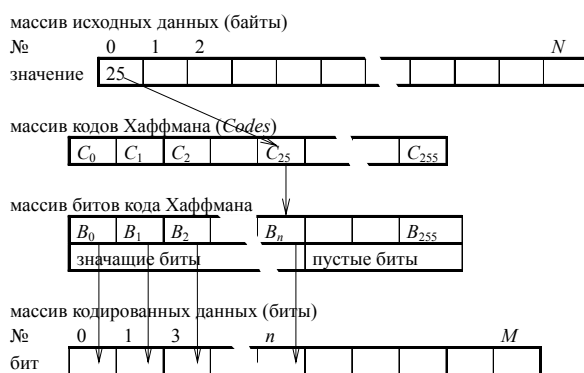 массив исходных данных (байты)
№ 0 1 2 N
значение 25
массив кодов Хаффмана (Codes)
C0 C1 C2 C25 C255
массив битов кода Хаффмана
B0 B1 B2 Bn B255
значащие биты пустые биты
массив кодированных данных (биты)
№ 0 1 3 n M
бит